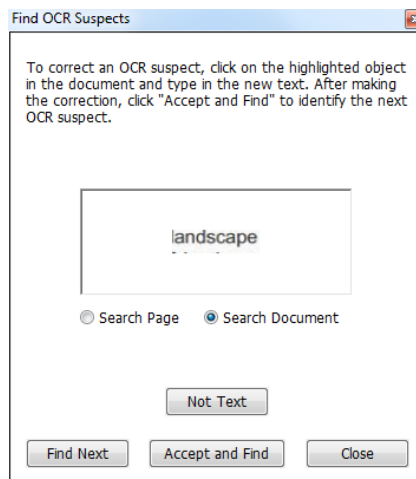 Find OCR Suspects
To correct an OCR suspect, click on the highlighted object
in the document and type in the new text. After making
the correction, click "Accept and Find" to identify the next
OCR suspect.
landscape
Search Page Search Document
Not Text
Find Next Accept and Find Close